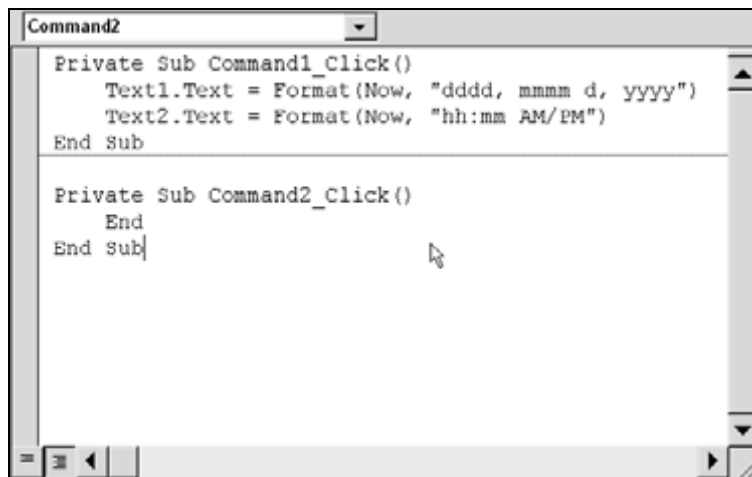 Command2
Private Sub Command1_Click()
    Text1.Text = Format(Now, "dddd, mmmm d, yyyy")
    Text2.Text = Format(Now, "hh:mm AM/PM")
End Sub
Private Sub Command2_Click()
    End
End Sub